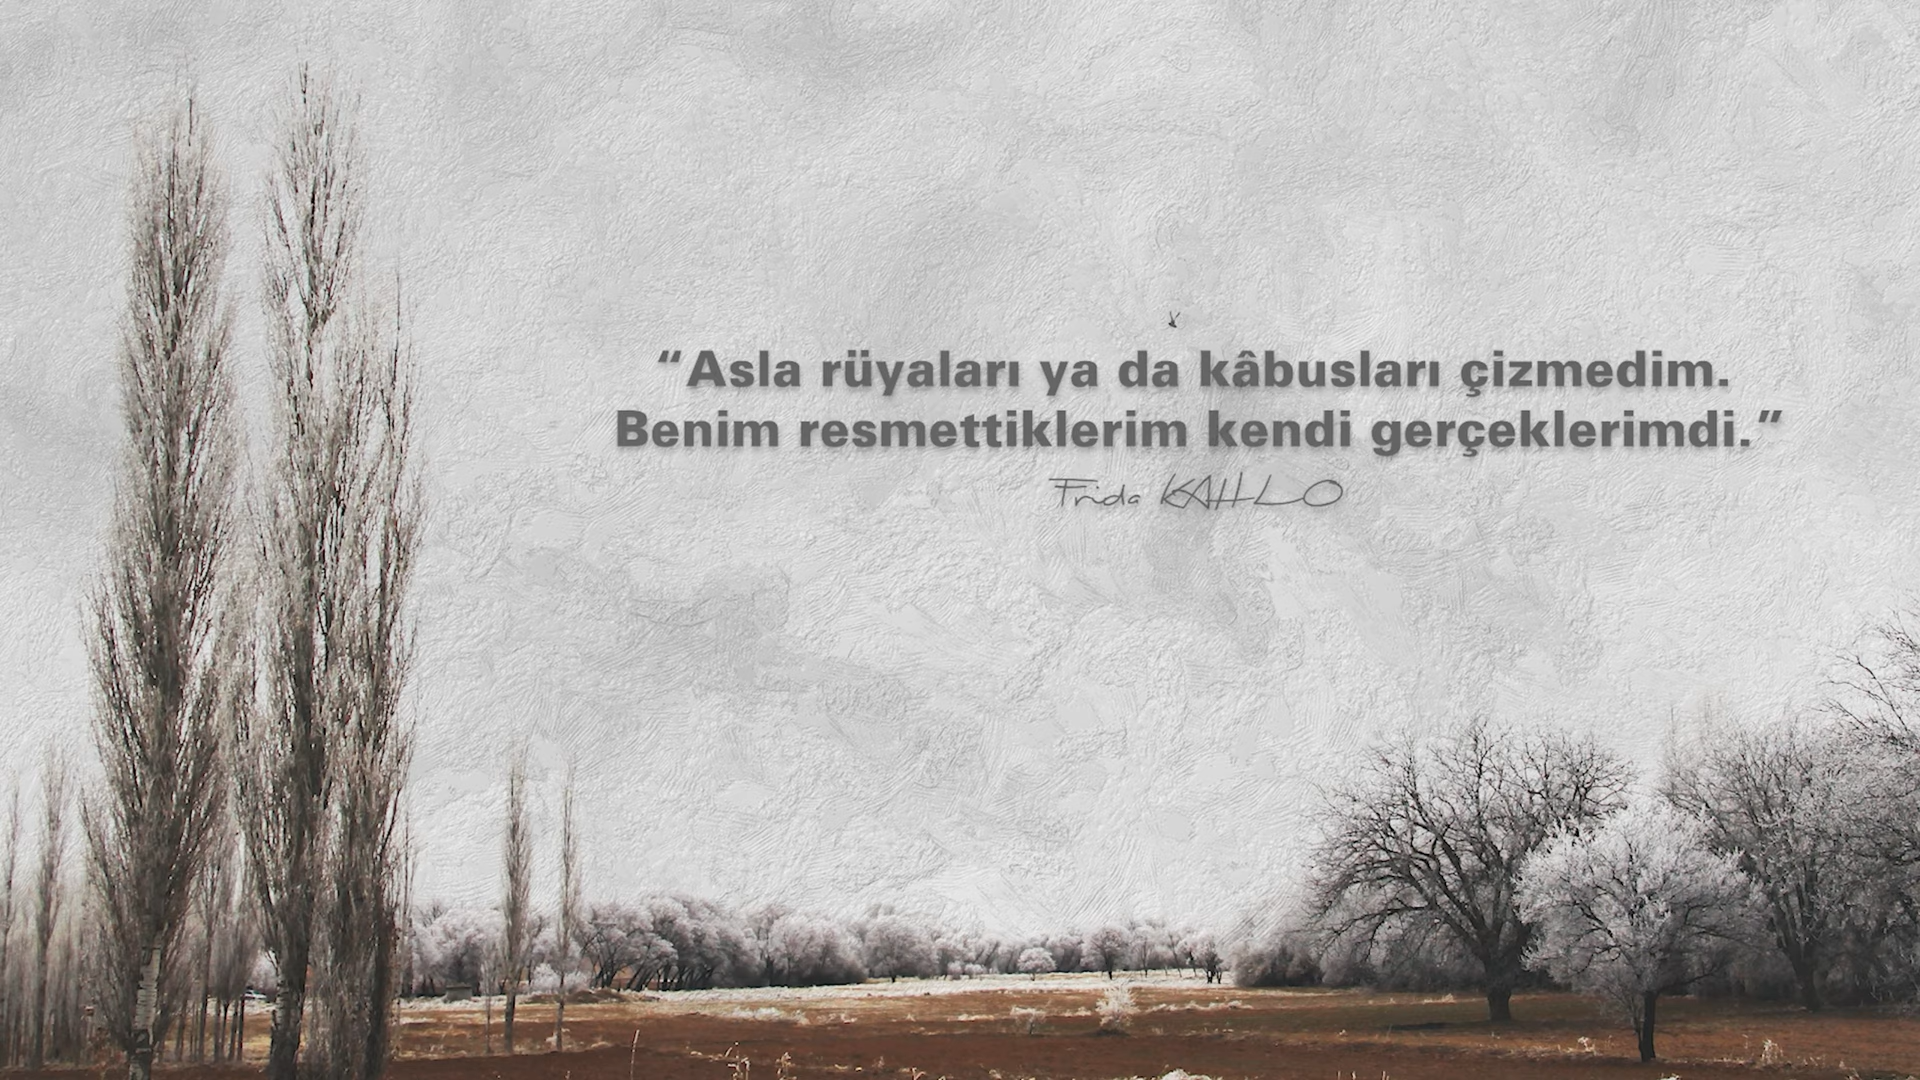 “Asla rüyaları ya da kâbusları çizmedim.
Benim resmettiklerim kendi gerçeklerimdi.”
Frida KAHLO